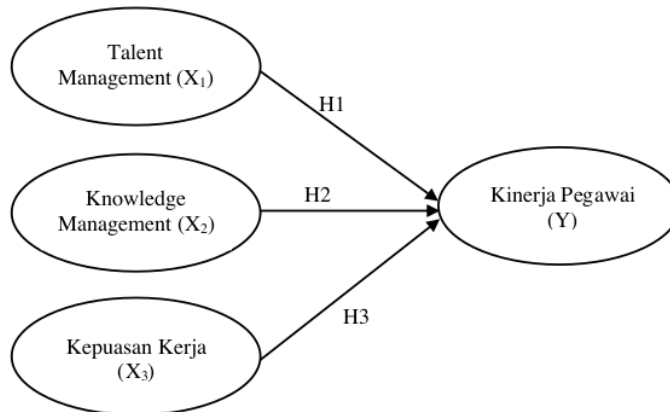 Talent
Management (X₁)
H1
Knowledge
Management (X₂)
H2
Kinerja Pegawai
(Y)
H3
Kepuasan Kerja
(X₃)